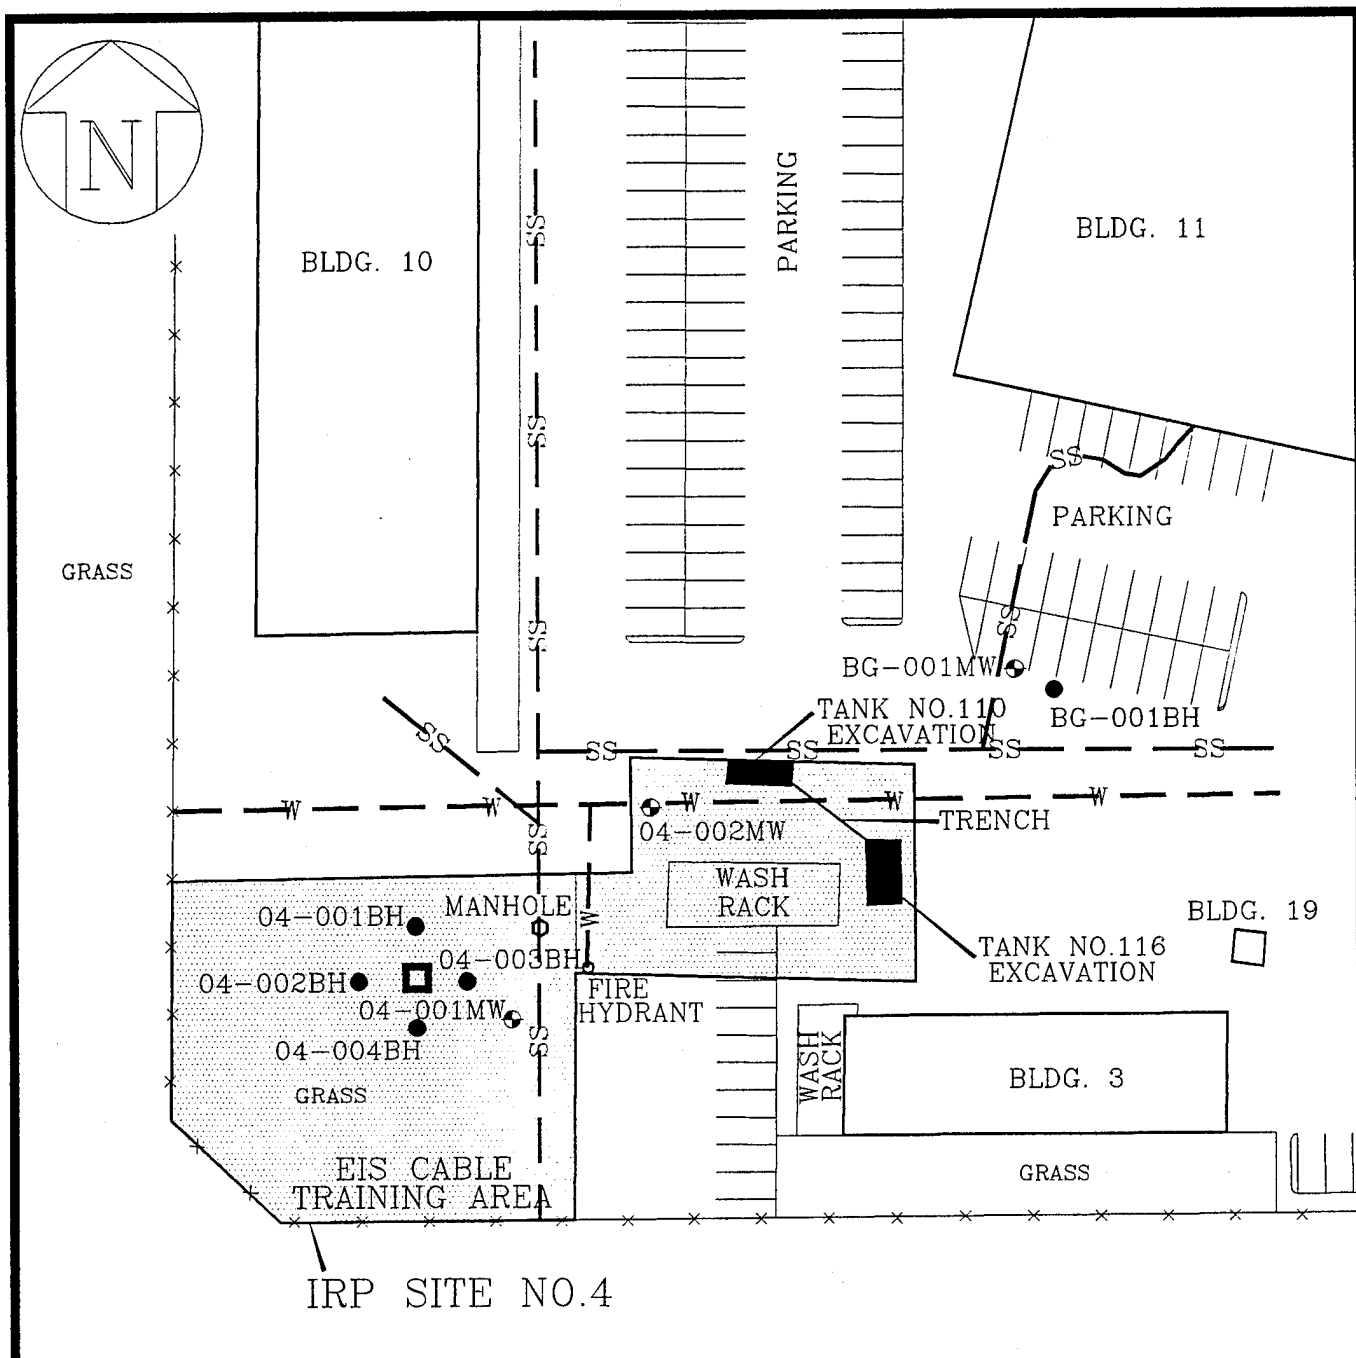 N
BLDG. 10
PARKING
BLDG. 11
SS
SS
SS
SS
PARKING
GRASS
SS
SS
BG-001MW
BG-001BH
TANK NO.110
EXCAVATION
SS
SS
SS
SS
SS
W
W
W
W
W
04-002MW
TRENCH
SS
WASH
RACK
04-001BH
MANHOLE
W
BLDG. 19
04-003BH
TANK NO.116
EXCAVATION
04-002BH
FIRE
HYDRANT
04-001MW
SS
04-004BH
WASH
RACK
BLDG. 3
GRASS
EIS CABLE
TRAINING AREA
GRASS
IRP SITE NO.4